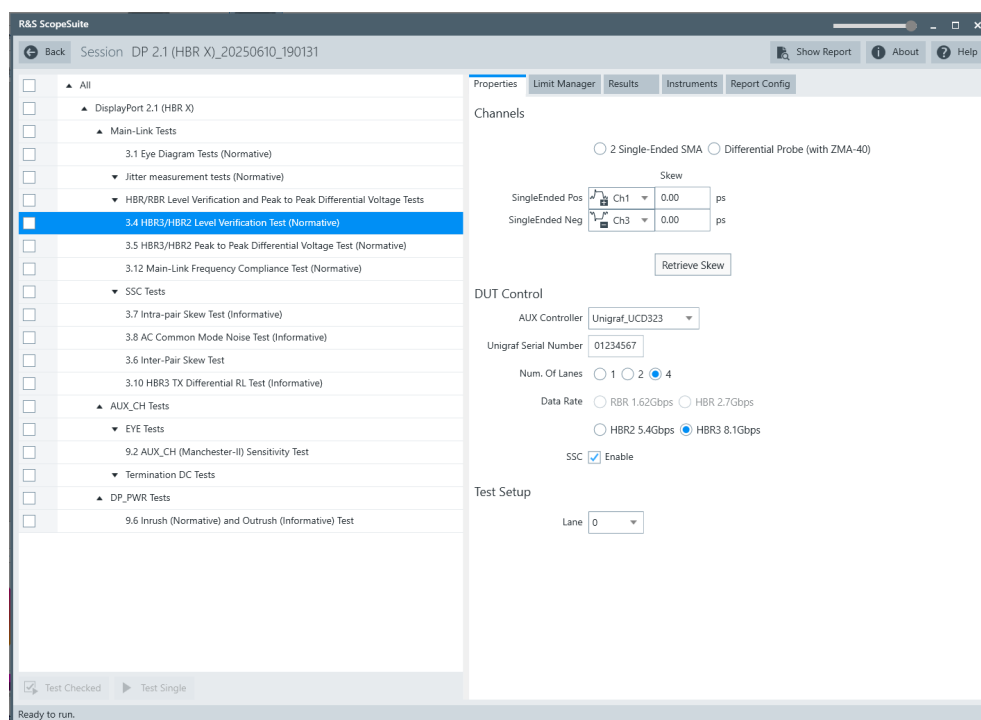 R&S ScopeSuite
Back Session DP 2.1 (HBR X)_20250610_190131 Show Report About Help
All
DisplayPort 2.1 (HBR X)
Main-Link Tests
3.1 Eye Diagram Tests (Normative)
Jitter measurement tests (Normative)
HBR/RBR Level Verification and Peak to Peak Differential Voltage Tests
3.4 HBR3/HBR2 Level Verification Test (Normative)
3.5 HBR3/HBR2 Peak to Peak Differential Voltage Test (Normative)
3.12 Main-Link Frequency Compliance Test (Normative)
SSC Tests
3.7 Intra-pair Skew Test (Informative)
3.8 AC Common Mode Noise Test (Informative)
3.6 Inter-Pair Skew Test
3.10 HBR3 TX Differential RL Test (Informative)
AUX_CH Tests
EYE Tests
9.2 AUX_CH (Manchester-II) Sensitivity Test
Termination DC Tests
DP_PWR Tests
9.6 Inrush (Normative) and Outrush (Informative) Test
Test Checked Test Single
Ready to run.
Properties Limit Manager Results Instruments Report Config
Channels
2 Single-Ended SMA Differential Probe (with ZMA-40)
Skew
SingleEnded Pos Ch1 0.00 ps
SingleEnded Neg Ch3 0.00 ps
Retrieve Skew
DUT Control
AUX Controller Unigraf_UCD323
Unigraf Serial Number 01234567
Num. Of Lanes 1 2 4
Data Rate RBR 1.62Gbps HBR 2.7Gbps
HBR2 5.4Gbps HBR3 8.1Gbps
SSC Enable
Test Setup
Lane 0